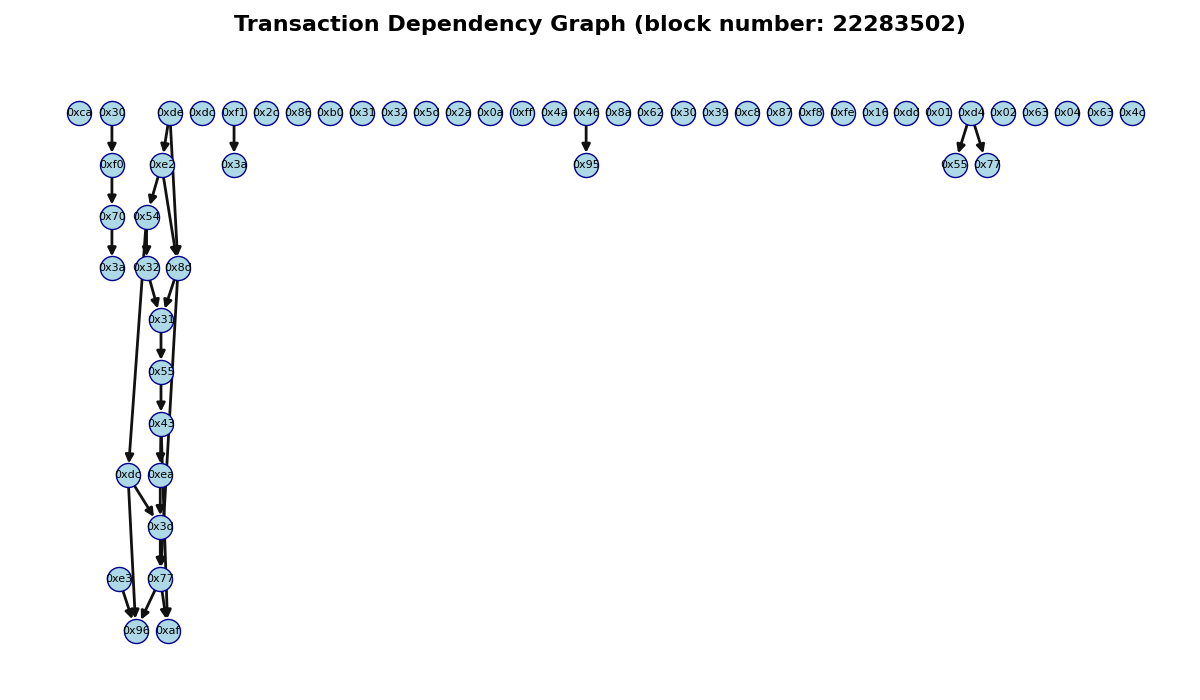 Transaction Dependency Graph (block number: 22283502)
0xca 0x30 0xde 0xdc 0xf1 0x2c 0x86 0xb0 0x31 0x32 0x5d 0x2a 0x0a 0xff 0x4a 0x46 0x8a 0x62 0x30 0x39 0xc8 0x87 0xf8 0xfe 0x16 0xdd 0x01 0xd4 0x02 0x63 0x04 0x63 0x4c
0xf0 0xe2 0x3a 0x95 0x55 0x77
0x70 0x54
0x3a 0x32 0x8d
0x31
0x55
0x43
0xdc 0xea
0x3d
0xe3 0x77
0x96 0xaf